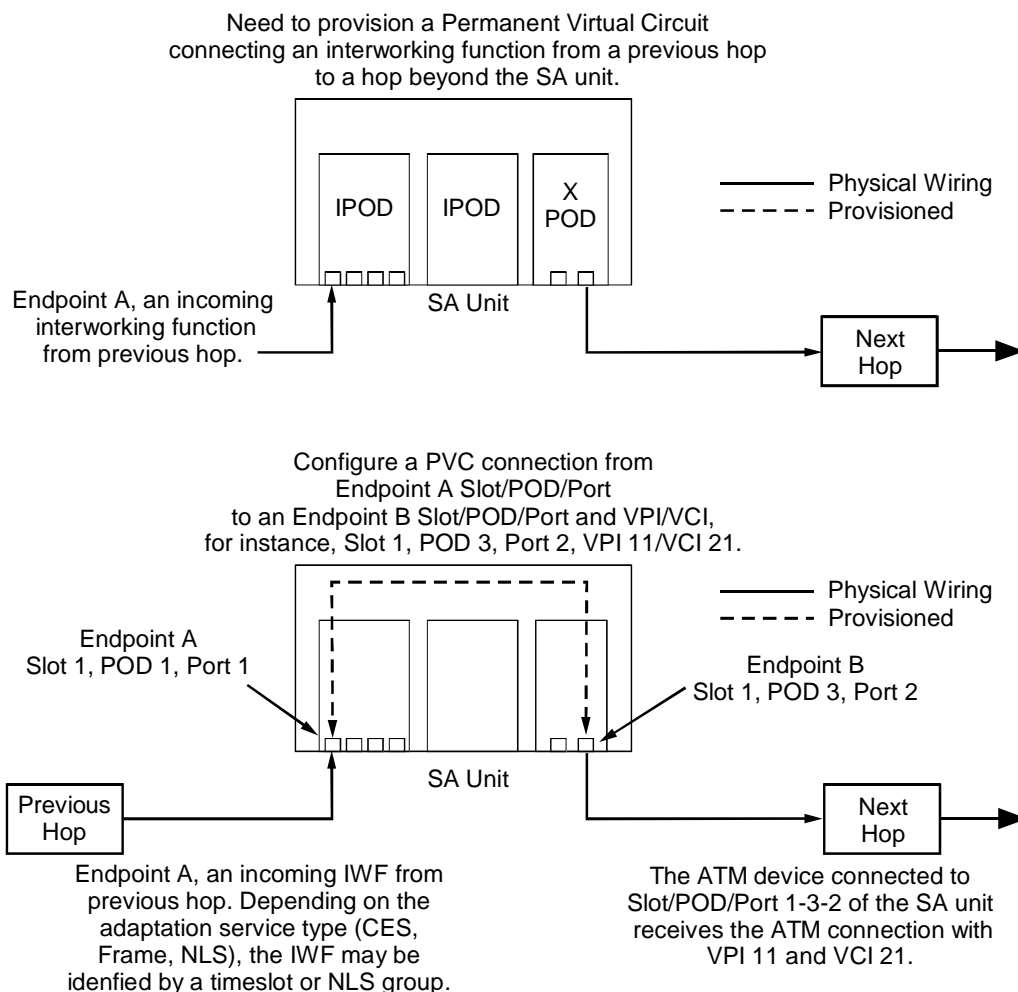 Need to provision a Permanent Virtual Circuit
connecting an interworking function from a previous hop
to a hop beyond the SA unit.
IPOD
IPOD
X
POD
Physical Wiring
Provisioned
Endpoint A, an incoming
interworking function
from previous hop.
SA Unit
Next
Hop
Configure a PVC connection from
Endpoint A Slot/POD/Port
to an Endpoint B Slot/POD/Port and VPI/VCI,
for instance, Slot 1, POD 3, Port 2, VPI 11/VCI 21.
Physical Wiring
Provisioned
Endpoint A
Slot 1, POD 1, Port 1
Endpoint B
Slot 1, POD 3, Port 2
SA Unit
Previous
Hop
Next
Hop
Endpoint A, an incoming IWF from
previous hop. Depending on the
adaptation service type (CES,
Frame, NLS), the IWF may be
idenfied by a timeslot or NLS group.
The ATM device connected to
Slot/POD/Port 1-3-2 of the SA unit
receives the ATM connection with
VPI 11 and VCI 21.